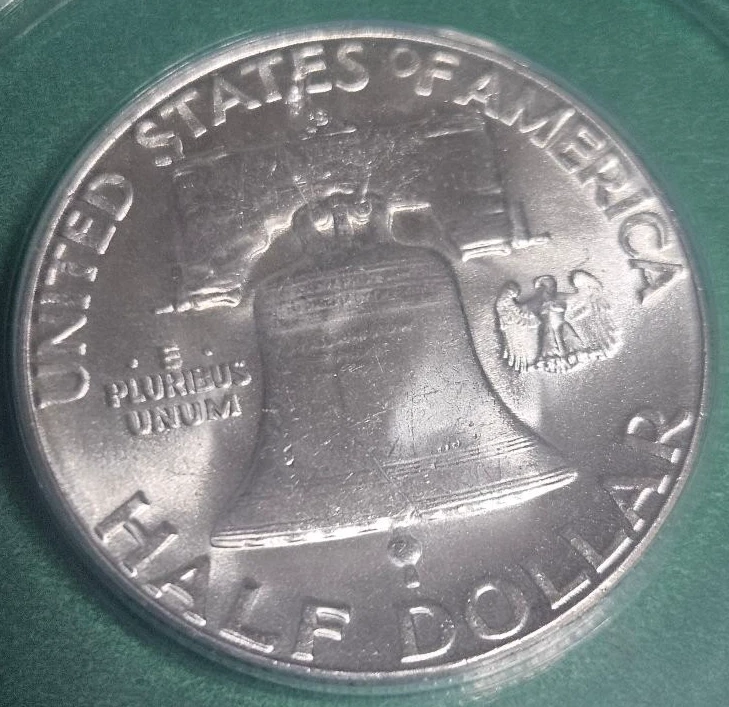 UNITED STATES OF AMERICA
· E ·
PLURIBUS
UNUM
HALF DOLLAR